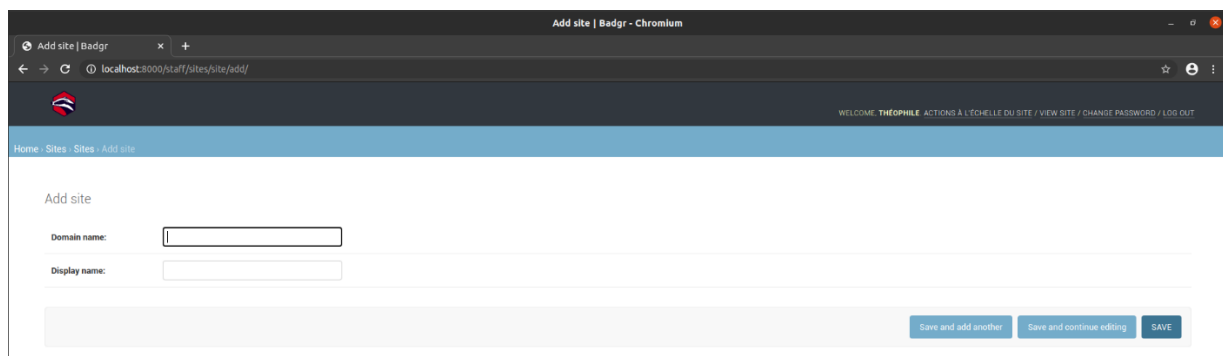 Add site | Badgr - Chromium
Add site | Badgr
localhost:8000/staff/sites/site/add/
WELCOME, THÉOPHILE. ACTIONS À L'ÉCHELLE DU SITE / VIEW SITE / CHANGE PASSWORD / LOG OUT
Home › Sites › Sites › Add site
Add site
Domain name:
Display name:
Save and add another Save and continue editing SAVE